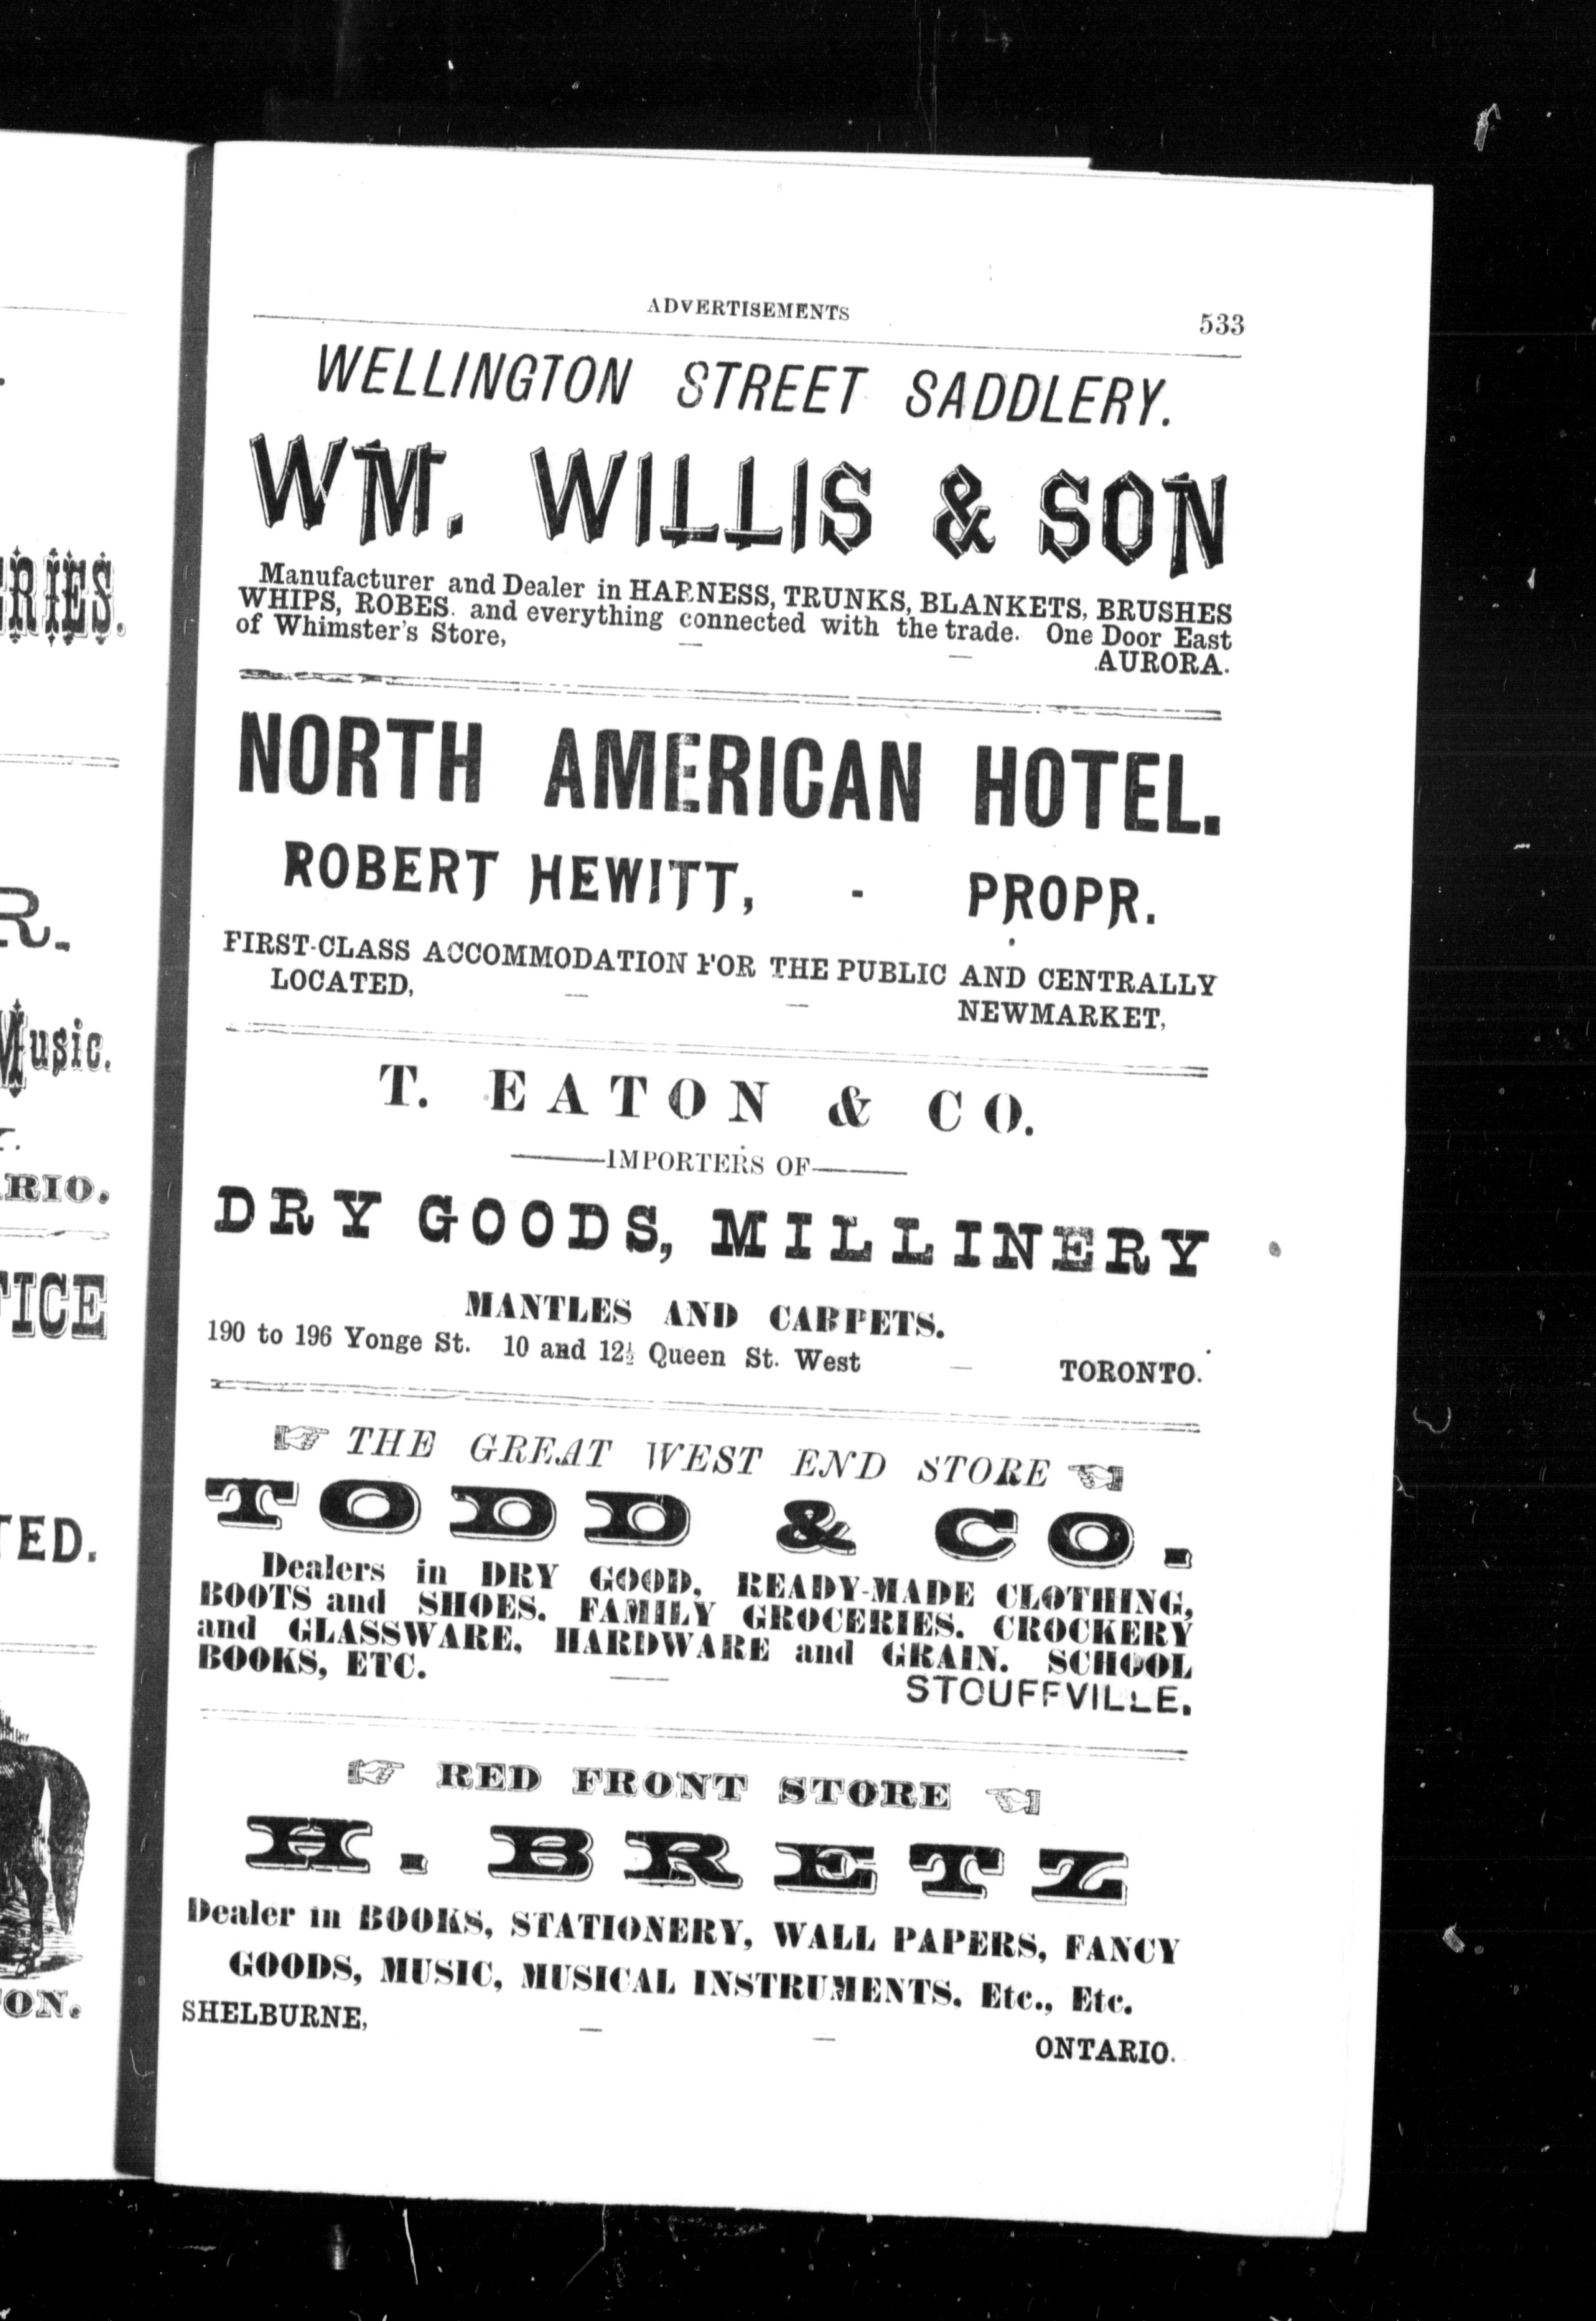 ADVERTISEMENTS 533
WELLINGTON STREET SADDLERY.
WM. WILLIS & SON
Manufacturer and Dealer in HARNESS, TRUNKS, BLANKETS, BRUSHES
WHIPS, ROBES. and everything connected with the trade. One Door East
of Whimster's Store, — — AURORA.
NORTH AMERICAN HOTEL.
ROBERT HEWITT, - PROPR.
FIRST-CLASS ACCOMMODATION FOR THE PUBLIC AND CENTRALLY
LOCATED, — — NEWMARKET,
T. EATON & CO.
——IMPORTERS OF——
DRY GOODS, MILLINERY
MANTLES AND CARPETS.
190 to 196 Yonge St. 10 and 12½ Queen St. West — TORONTO.
☞ THE GREAT WEST END STORE ☜
TODD & CO.
Dealers in DRY GOOD, READY-MADE CLOTHING,
BOOTS and SHOES. FAMILY GROCERIES. CROCKERY
and GLASSWARE, HARDWARE and GRAIN. SCHOOL
BOOKS, ETC. — STOUFFVILLE.
☞ RED FRONT STORE ☜
H. BRETZ
Dealer in BOOKS, STATIONERY, WALL PAPERS, FANCY
GOODS, MUSIC, MUSICAL INSTRUMENTS. Etc., Etc.
SHELBURNE, — — ONTARIO.
RIES.
R.
Music.
RIO.
ICE
TED.
ON.